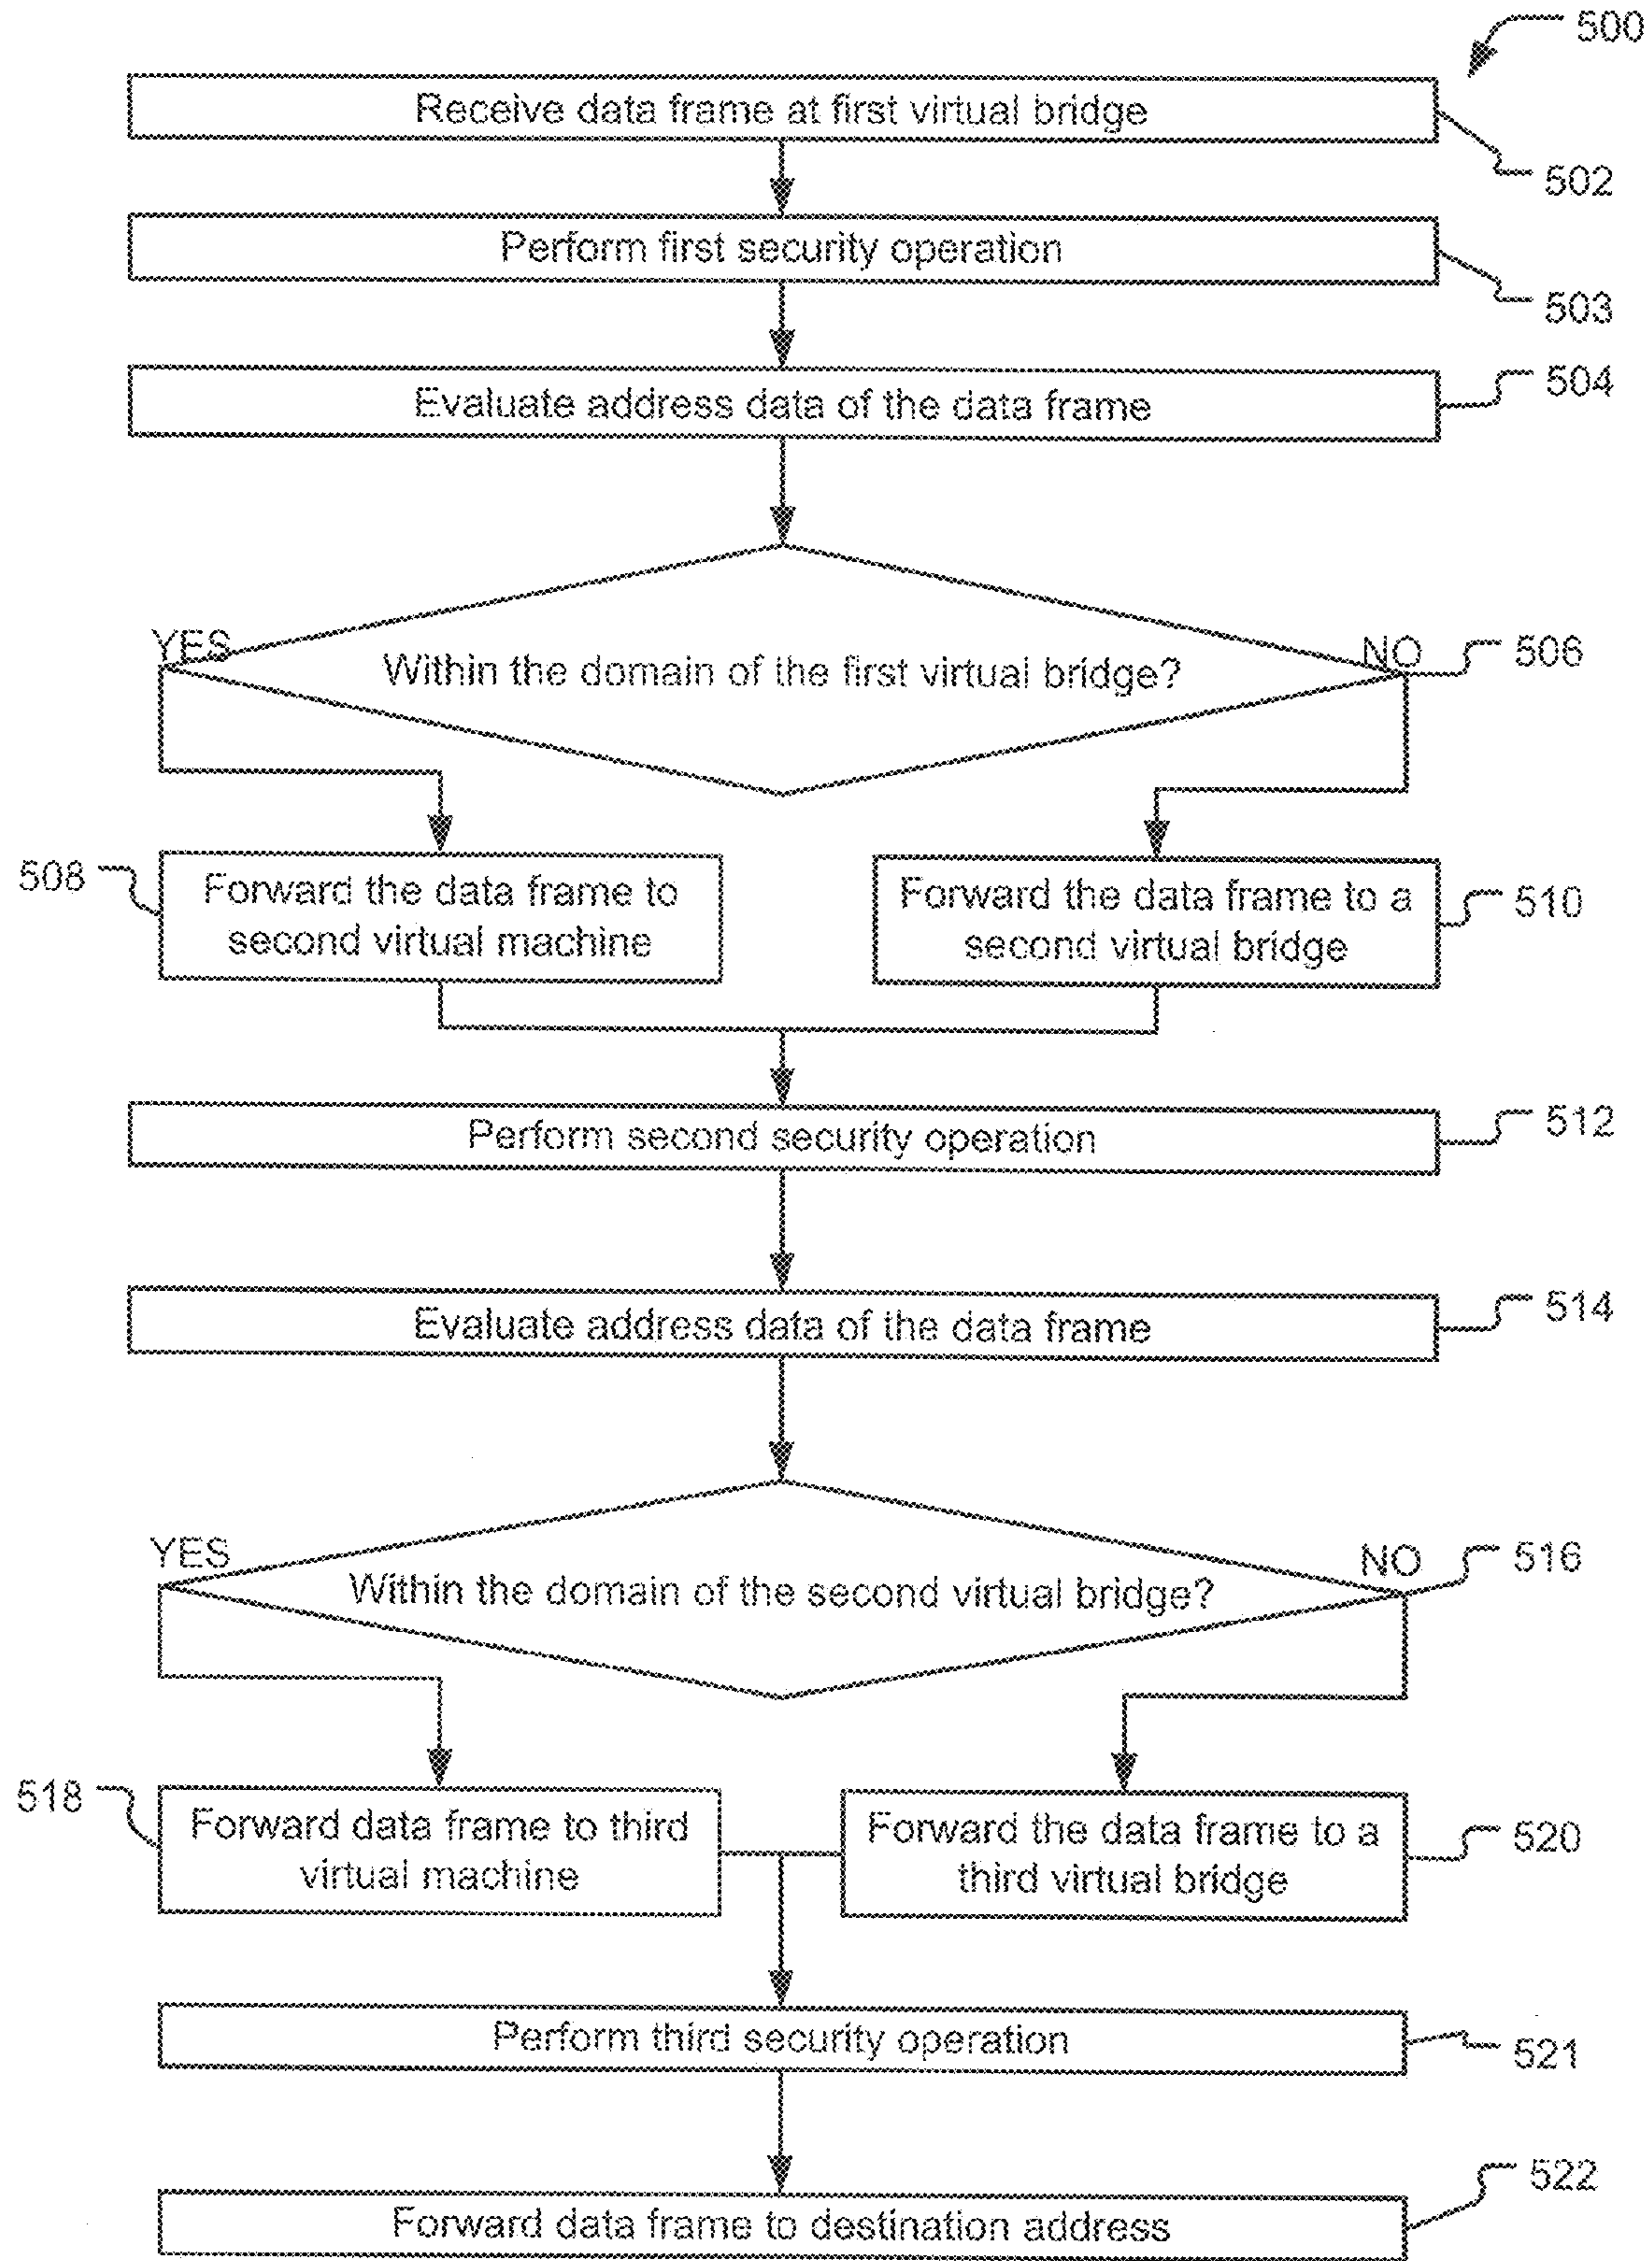 500
Receive data frame at first virtual bridge
502
Perform first security operation
503
504
Evaluate address data of the data frame
YES
NO
506
Within the domain of the first virtual bridge?
508
Forward the data frame to
second virtual machine
Forward the data frame to a
second virtual bridge
510
Perform second security operation
512
514
Evaluate address data of the data frame
YES
NO
516
Within the domain of the second virtual bridge?
518
Forward data frame to third
virtual machine
Forward the data frame to a
third virtual bridge
520
Perform third security operation
521
522
Forward data frame to destination address